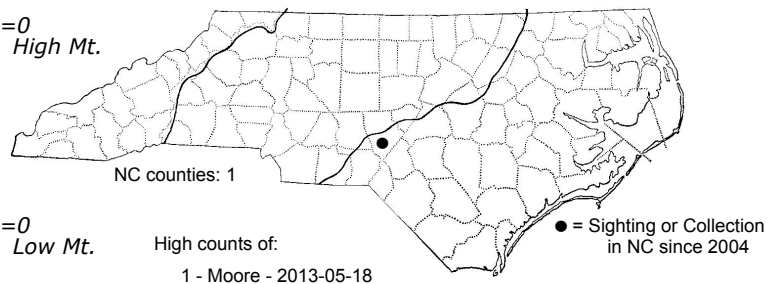 =0
High Mt.
NC counties: 1
=0
Low Mt.
High counts of:
1 - Moore - 2013-05-18
● = Sighting or Collection
in NC since 2004